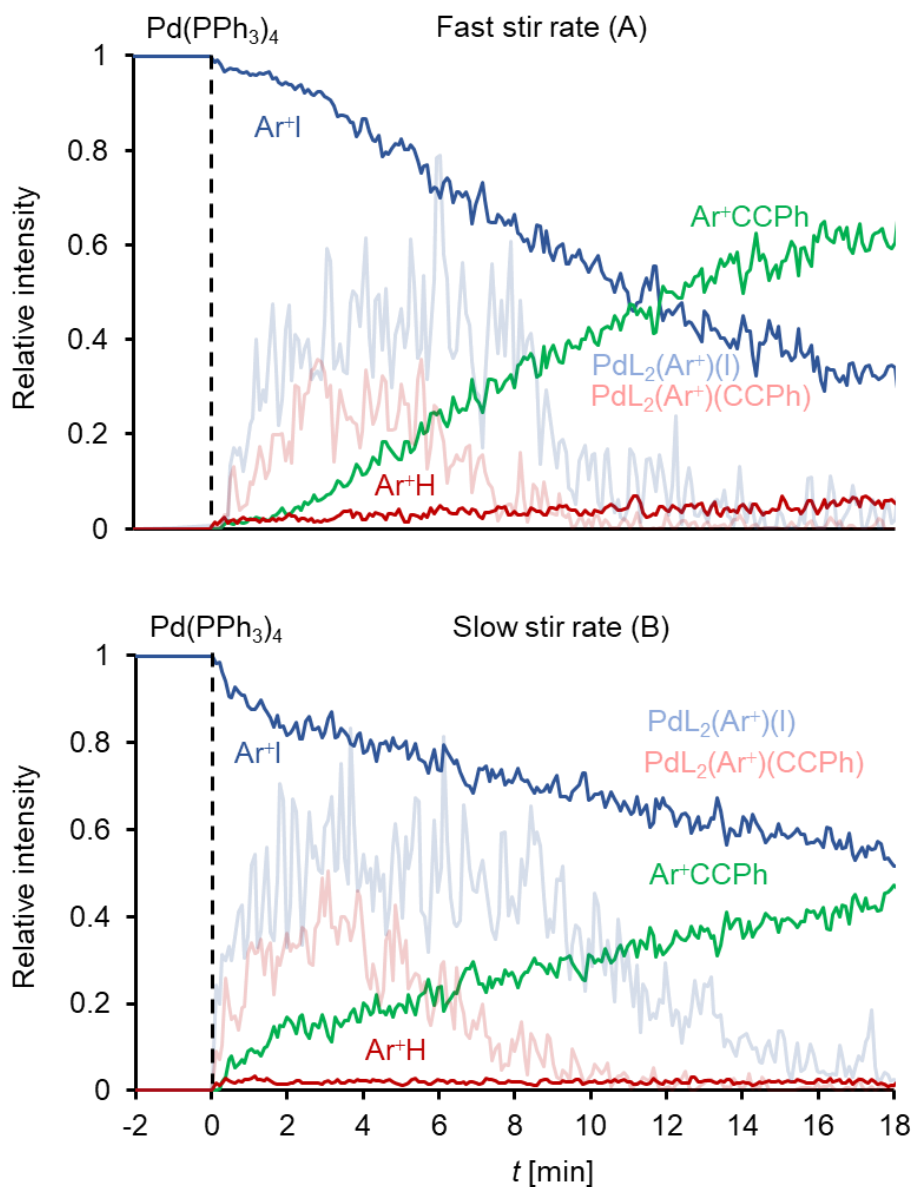 Pd(PPh₃)₄ Fast stir rate (A)
1
Ar⁺I
0.8
Ar⁺CCPh
0.6
Relative intensity
0.4
PdL₂(Ar⁺)(I)
PdL₂(Ar⁺)(CCPh)
0.2
Ar⁺H
0
Pd(PPh₃)₄ Slow stir rate (B)
1
PdL₂(Ar⁺)(I)
Ar⁺I
PdL₂(Ar⁺)(CCPh)
0.8
0.6
Ar⁺CCPh
Relative intensity
0.4
0.2
Ar⁺H
0
-2 0 2 4 6 8 10 12 14 16 18
t [min]